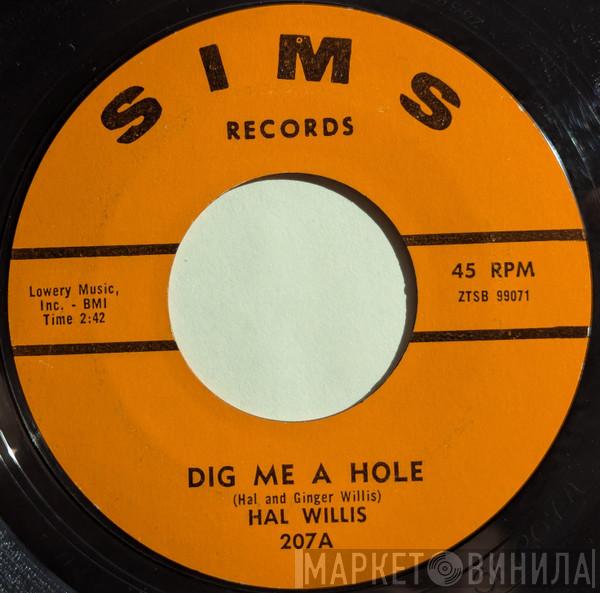 SIMS
RECORDS
Lowery Music,
Inc. - BMI
Time 2:42
45 RPM
ZTSB 99071
DIG ME A HOLE
(Hal and Ginger Willis)
HAL WILLIS
207A
МАРКЕТ ВИНИЛА